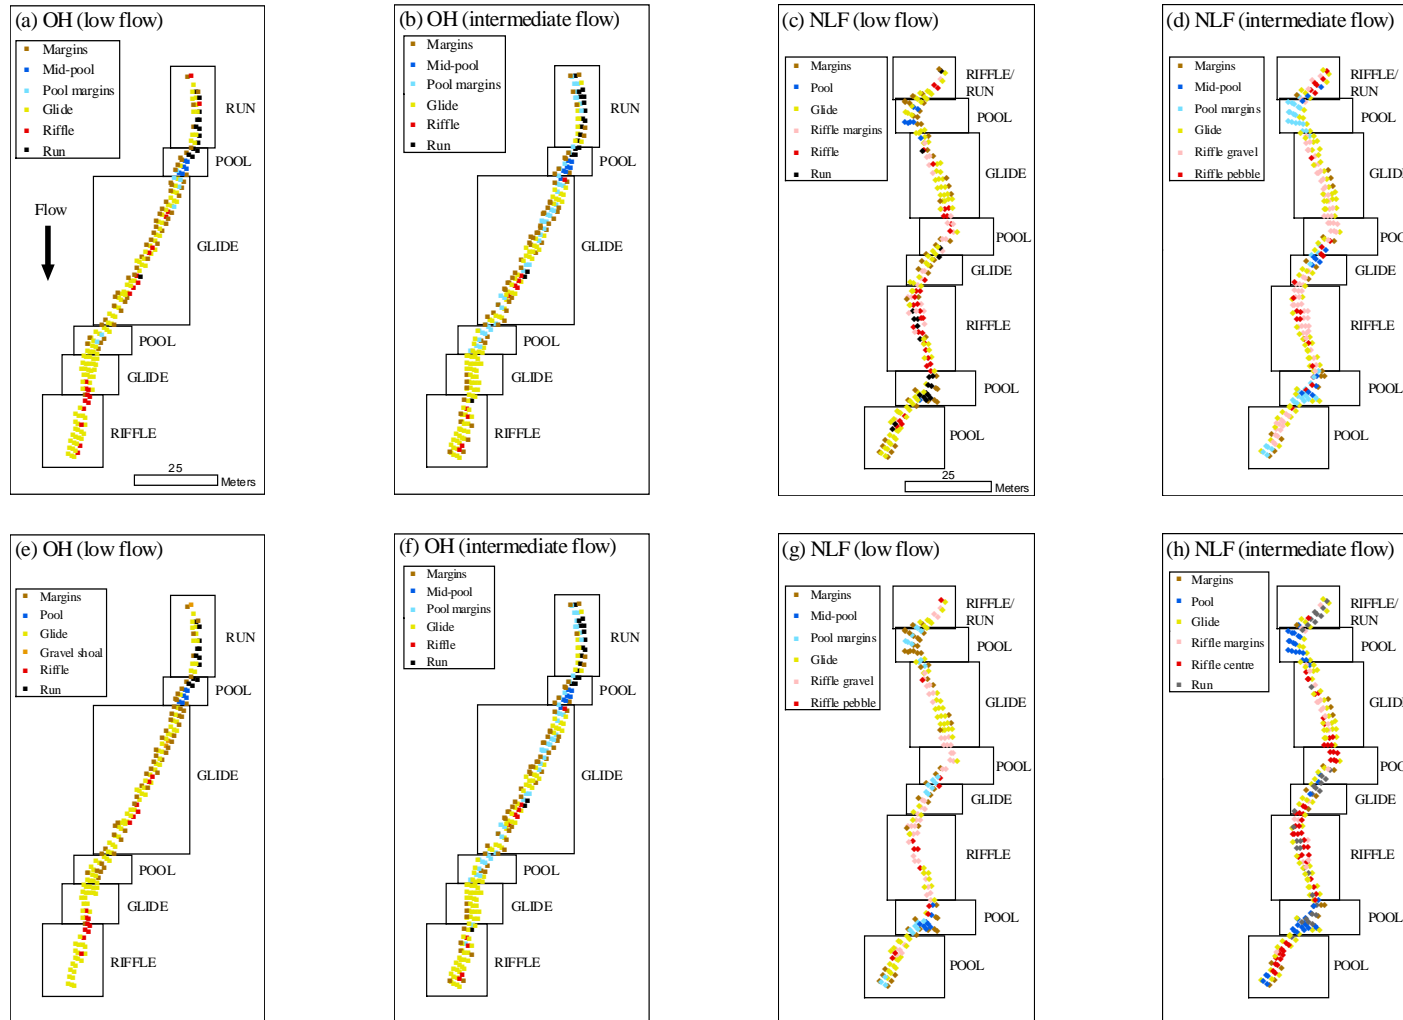 (a) OH (low flow)
Margins
Mid-pool
Pool margins
Glide
Riffle
Run
Flow
RUN
POOL
GLIDE
POOL
GLIDE
RIFFLE
25
Meters
(b) OH (intermediate flow)
Margins
Mid-pool
Pool margins
Glide
Riffle
Run
RUN
POOL
GLIDE
POOL
GLIDE
RIFFLE
(c) NLF (low flow)
Margins
Pool
Glide
Riffle margins
Riffle
Run
RIFFLE/
RUN
POOL
GLIDE
POOL
GLIDE
RIFFLE
POOL
POOL
25
Meters
(d) NLF (intermediate flow)
Margins
Mid-pool
Pool margins
Glide
Riffle gravel
Riffle pebble
RIFFLE/
RUN
POOL
GLIDE
POO
GLIDE
RIFFLE
POOL
POOL
(e) OH (low flow)
Margins
Pool
Glide
Gravel shoal
Riffle
Run
RUN
POOL
GLIDE
POOL
GLIDE
RIFFLE
(f) OH (intermediate flow)
Margins
Mid-pool
Pool margins
Glide
Riffle
Run
RUN
POOL
GLIDE
POOL
GLIDE
RIFFLE
(g) NLF (low flow)
Margins
Mid-pool
Pool margins
Glide
Riffle gravel
Riffle pebble
RIFFLE/
RUN
POOL
GLIDE
POOL
GLIDE
RIFFLE
POOL
POOL
(h) NLF (intermediate flow)
Margins
Pool
Glide
Riffle margins
Riffle centre
Run
RIFFLE/
RUN
POOL
GLIDE
POO
GLIDE
RIFFLE
POOL
POOL